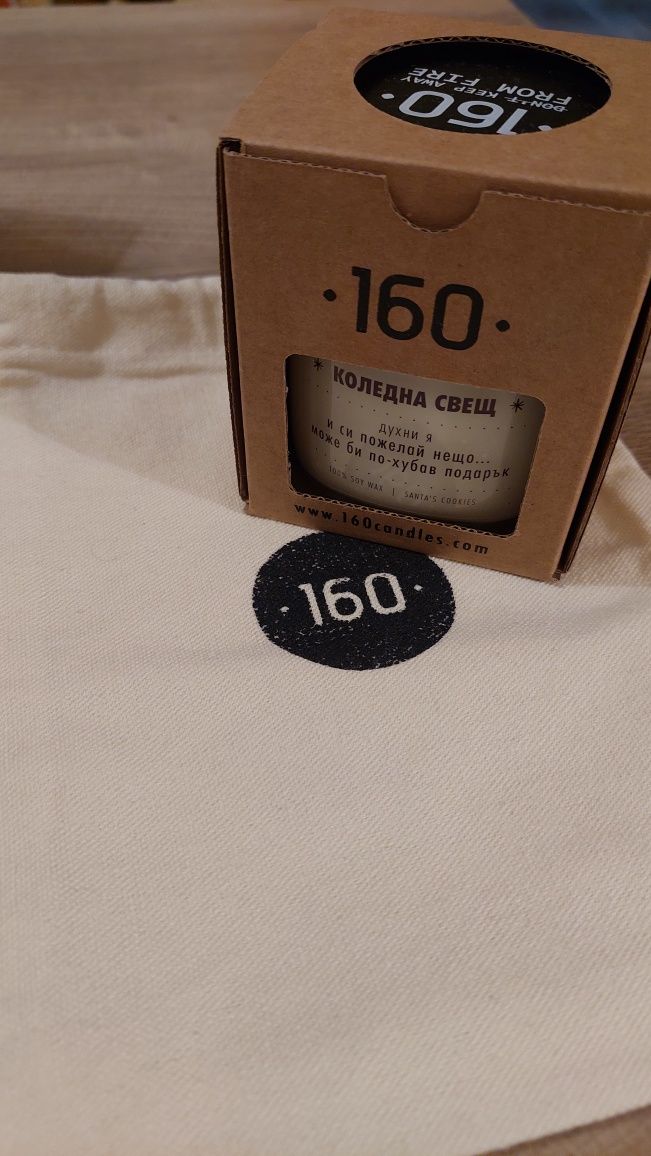 DON'T KEEP AWAY
FROM FIRE
·160·
·160·
* КОЛЕДНА СВЕЩ *
духни я
и си пожелай нещо...
може би по-хубав подарък
100% SOY WAX | SANTA'S COOKIES
www.160candles.com
·160·